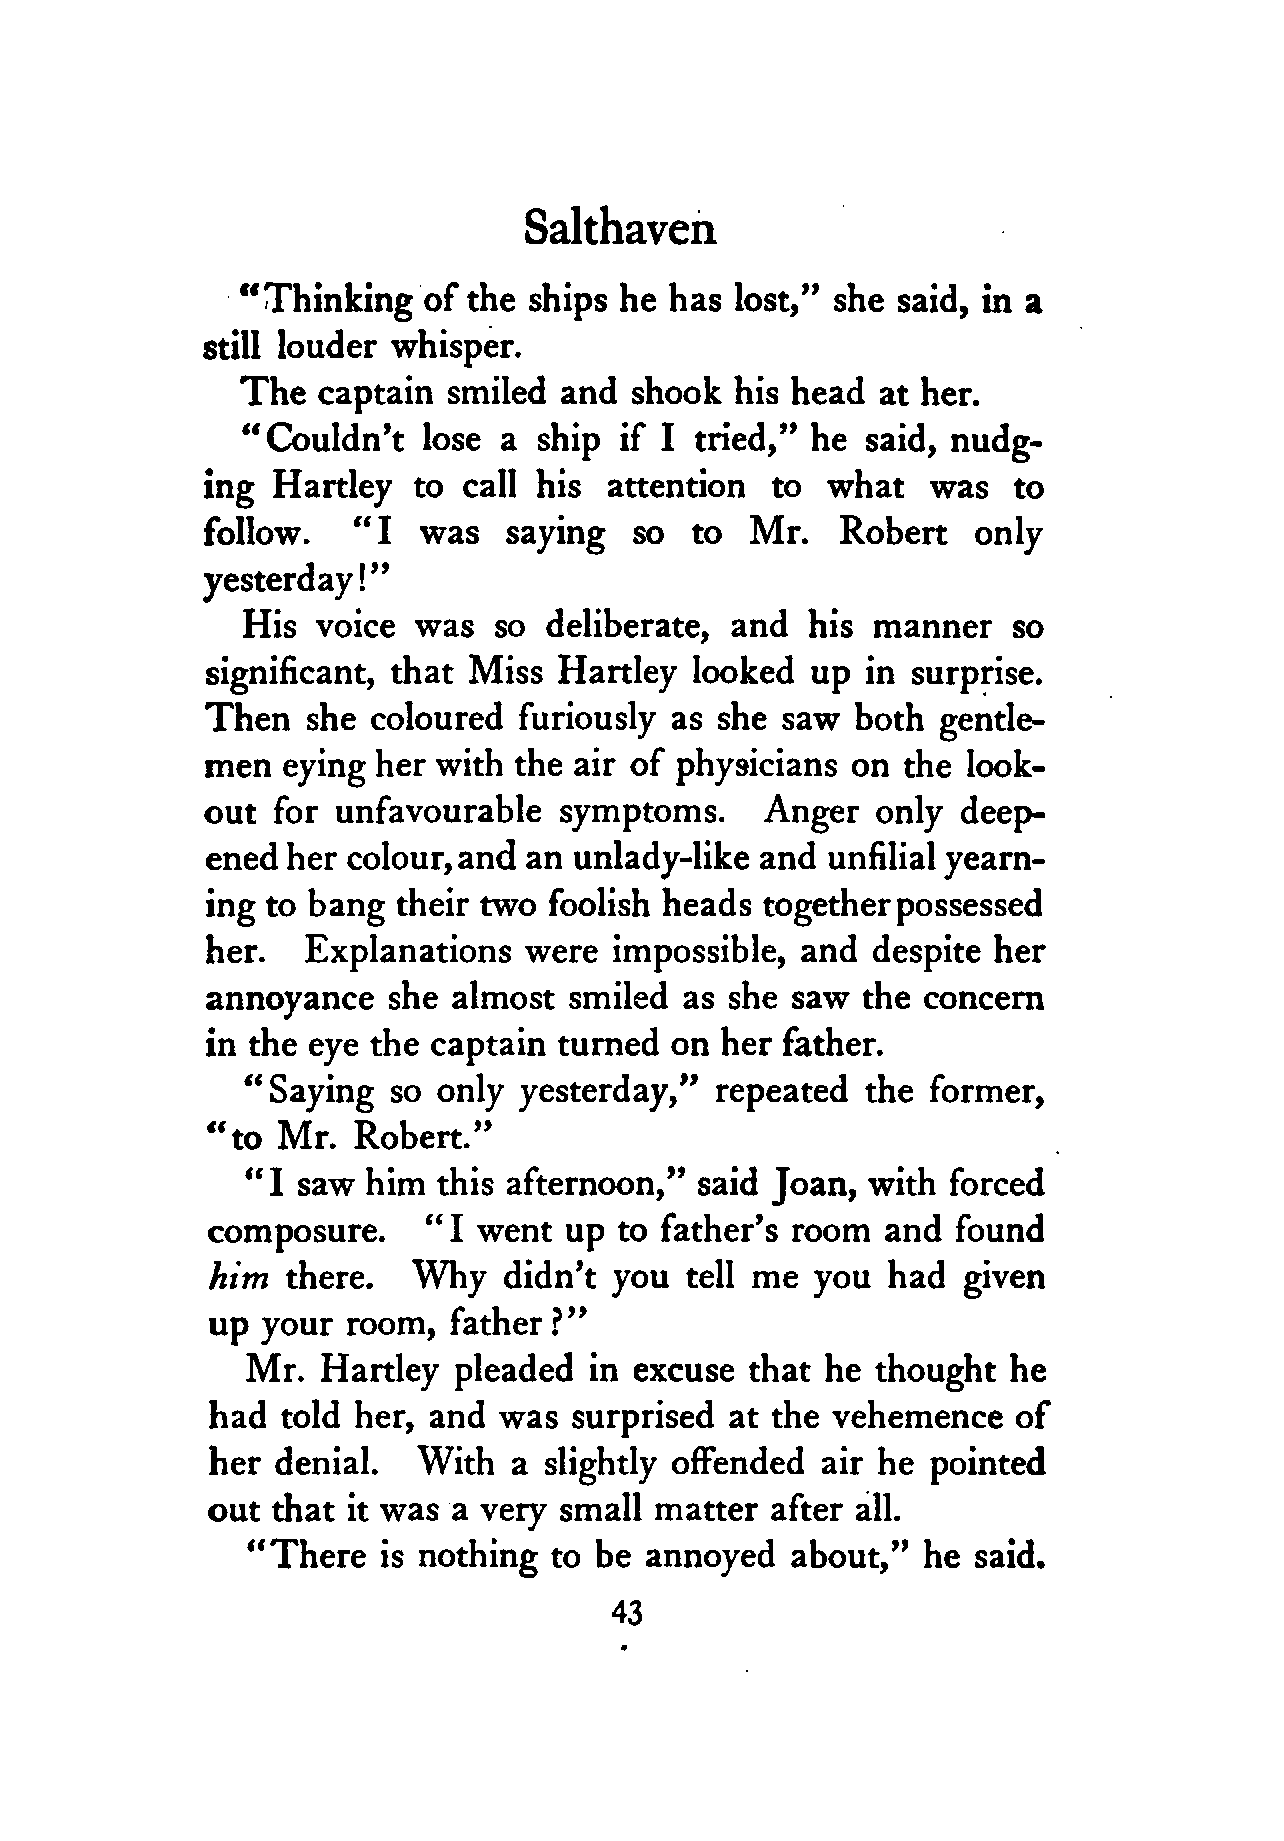 Salthaven
"Thinking of the ships he has lost," she said, in a
still louder whisper.
The captain smiled and shook his head at her.
"Couldn't lose a ship if I tried," he said, nudg-
ing Hartley to call his attention to what was to
follow. "I was saying so to Mr. Robert only
yesterday!"
His voice was so deliberate, and his manner so
significant, that Miss Hartley looked up in surprise.
Then she coloured furiously as she saw both gentle-
men eying her with the air of physicians on the look-
out for unfavourable symptoms. Anger only deep-
ened her colour, and an unlady-like and unfilial yearn-
ing to bang their two foolish heads together possessed
her. Explanations were impossible, and despite her
annoyance she almost smiled as she saw the concern
in the eye the captain turned on her father.
"Saying so only yesterday," repeated the former,
"to Mr. Robert."
"I saw him this afternoon," said Joan, with forced
composure. "I went up to father's room and found
him there. Why didn't you tell me you had given
up your room, father?"
Mr. Hartley pleaded in excuse that he thought he
had told her, and was surprised at the vehemence of
her denial. With a slightly offended air he pointed
out that it was a very small matter after all.
"There is nothing to be annoyed about," he said.
43